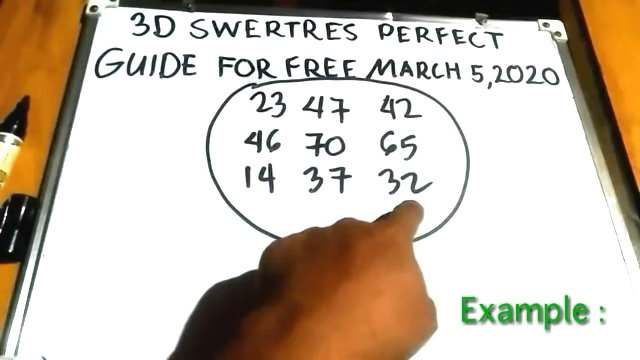 3D SWERTRES PERFECT
GUIDE FOR FREE MARCH 5,2020
23 47 42
46 70 65
14 37 32
Example :